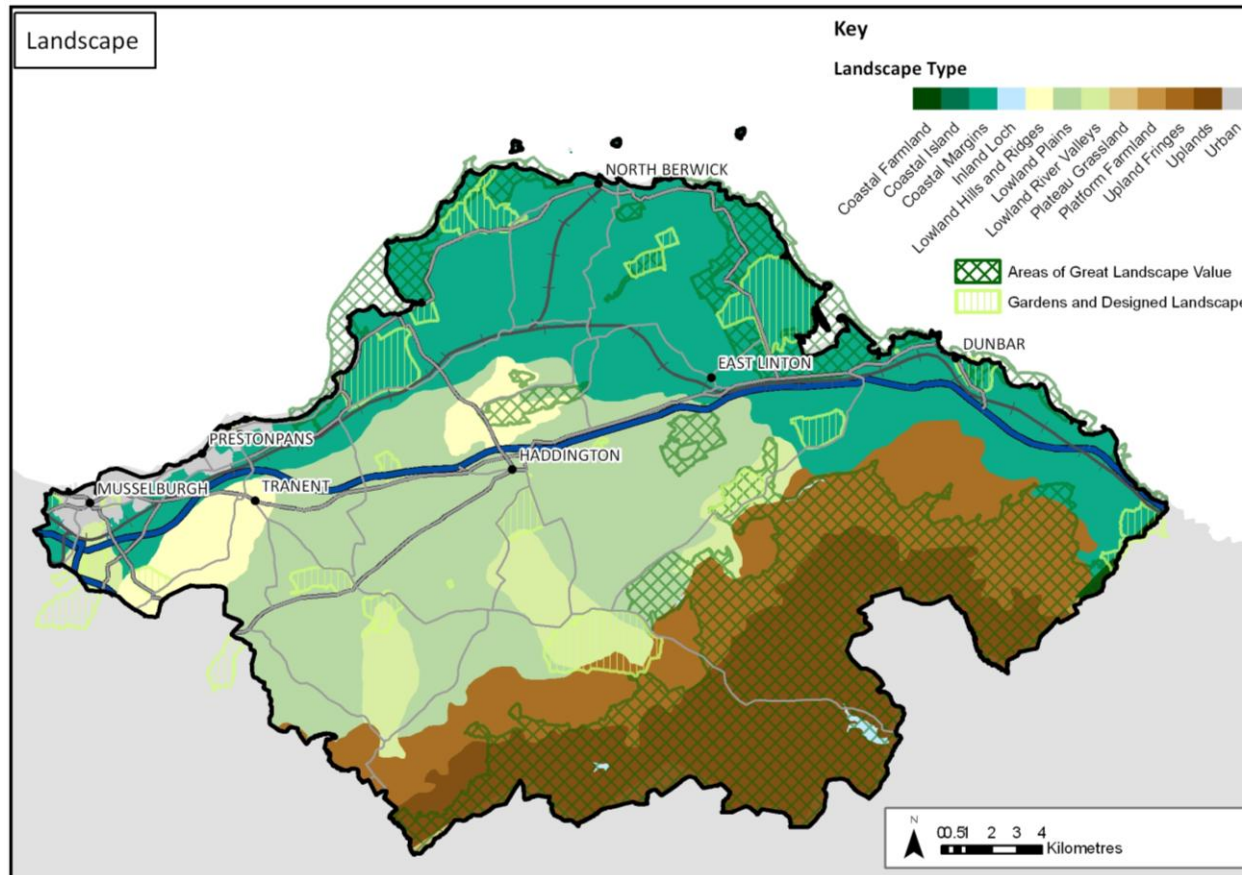 Landscape
Key
Landscape Type
Coastal Farmland
Coastal Island
Coastal Margins
Inland Loch
Lowland Hills and Ridges
Lowland Plains
Lowland River Valleys
Plateau Grassland
Platform Farmland
Upland Fringes
Uplands
Urban
Areas of Great Landscape Value
Gardens and Designed Landscape
NORTH BERWICK
DUNBAR
EAST LINTON
PRESTONPANS
HADDINGTON
MUSSELBURGH
TRANENT
N
00.51 2 3 4
Kilometres